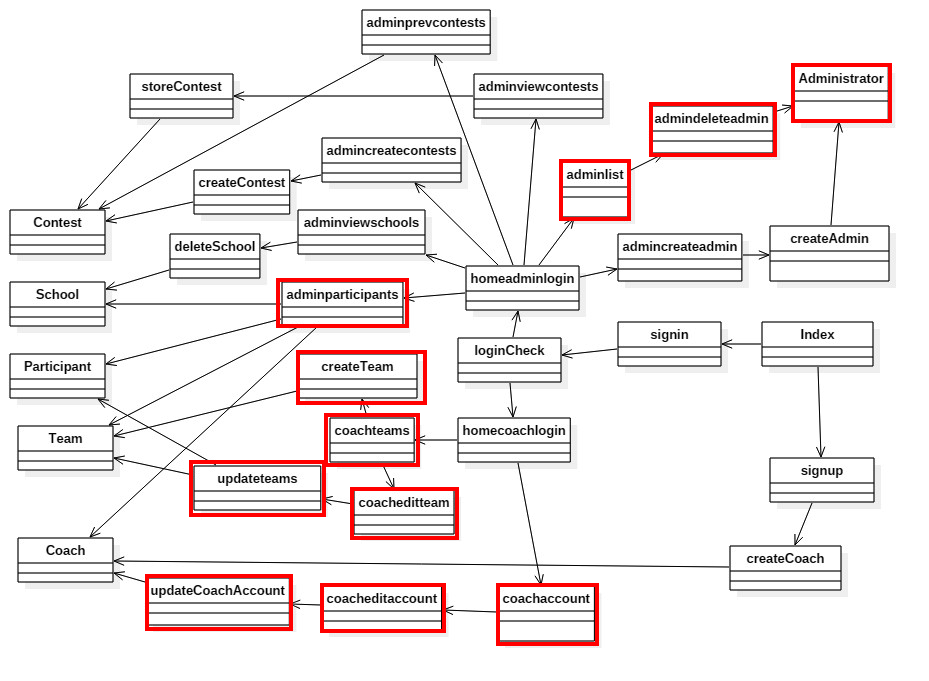 adminprevcontests
storeContest
adminviewcontests
Administrator
admindeleteadmin
admincreatecontests
adminlist
createContest
Contest
adminviewschools
deleteSchool
admincreateadmin
createAdmin
homeadminlogin
School
adminparticipants
signin
Index
loginCheck
Participant
createTeam
Team
coachteams
homecoachlogin
updateteams
signup
coacheditteam
Coach
createCoach
updateCoachAccount
coacheditaccount
coachaccount